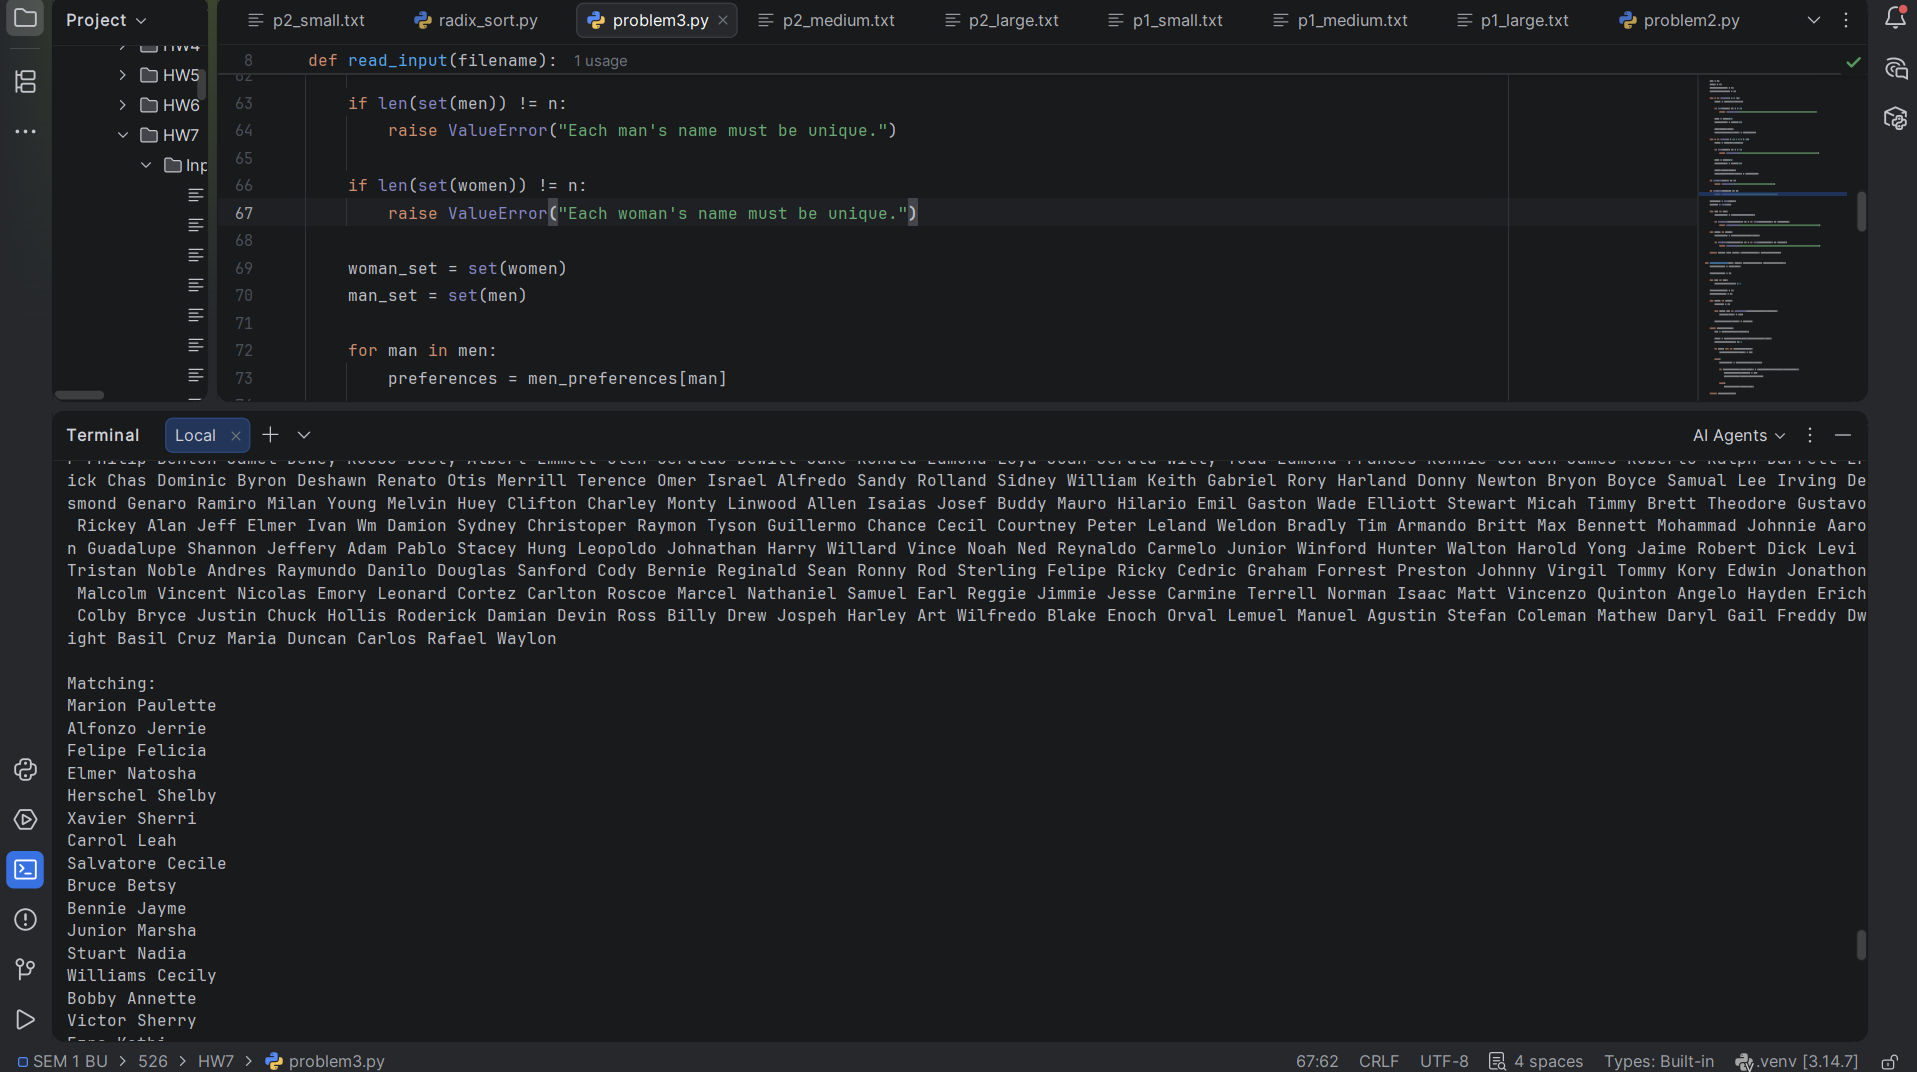 Project
p2_small.txt
radix_sort.py
problem3.py
p2_medium.txt
p2_large.txt
p1_small.txt
p1_medium.txt
p1_large.txt
problem2.py
HW4
HW5
HW6
HW7
Inp
8 def read_input(filename): 1 usage
62
63 if len(set(men)) != n:
64 raise ValueError("Each man's name must be unique.")
65
66 if len(set(women)) != n:
67 raise ValueError("Each woman's name must be unique.")
68
69 woman_set = set(women)
70 man_set = set(men)
71
72 for man in men:
73 preferences = men_preferences[man]
Terminal Local AI Agents
ick Chas Dominic Byron Deshawn Renato Otis Merrill Terence Omer Israel Alfredo Sandy Rolland Sidney William Keith Gabriel Rory Harland Donny Newton Bryon Boyce Samual Lee Irving De
smond Genaro Ramiro Milan Young Melvin Huey Clifton Charley Monty Linwood Allen Isaias Josef Buddy Mauro Hilario Emil Gaston Wade Elliott Stewart Micah Timmy Brett Theodore Gustavo
Rickey Alan Jeff Elmer Ivan Wm Damion Sydney Christoper Raymon Tyson Guillermo Chance Cecil Courtney Peter Leland Weldon Bradly Tim Armando Britt Max Bennett Mohammad Johnnie Aaro
n Guadalupe Shannon Jeffery Adam Pablo Stacey Hung Leopoldo Johnathan Harry Willard Vince Noah Ned Reynaldo Carmelo Junior Winford Hunter Walton Harold Yong Jaime Robert Dick Levi
Tristan Noble Andres Raymundo Danilo Douglas Sanford Cody Bernie Reginald Sean Ronny Rod Sterling Felipe Ricky Cedric Graham Forrest Preston Johnny Virgil Tommy Kory Edwin Jonathon
Malcolm Vincent Nicolas Emory Leonard Cortez Carlton Roscoe Marcel Nathaniel Samuel Earl Reggie Jimmie Jesse Carmine Terrell Norman Isaac Matt Vincenzo Quinton Angelo Hayden Erich
Colby Bryce Justin Chuck Hollis Roderick Damian Devin Ross Billy Drew Jospeh Harley Art Wilfredo Blake Enoch Orval Lemuel Manuel Agustin Stefan Coleman Mathew Daryl Gail Freddy Dw
ight Basil Cruz Maria Duncan Carlos Rafael Waylon
Matching:
Marion Paulette
Alfonzo Jerrie
Felipe Felicia
Elmer Natosha
Herschel Shelby
Xavier Sherri
Carrol Leah
Salvatore Cecile
Bruce Betsy
Bennie Jayme
Junior Marsha
Stuart Nadia
Williams Cecily
Bobby Annette
Victor Sherry
SEM 1 BU > 526 > HW7 > problem3.py
67:62 CRLF UTF-8 4 spaces Types: Built-in .venv [3.14.7]